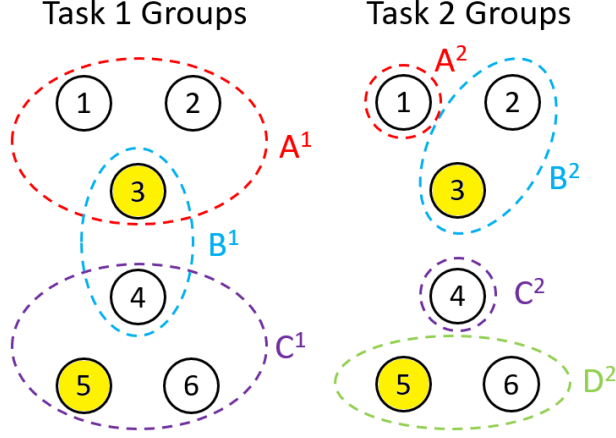 Task 1 Groups Task 2 Groups
1 2 A² 1 2
A¹
3 3 B²
B¹
4 4 C²
C¹
5 6 5 6 D²